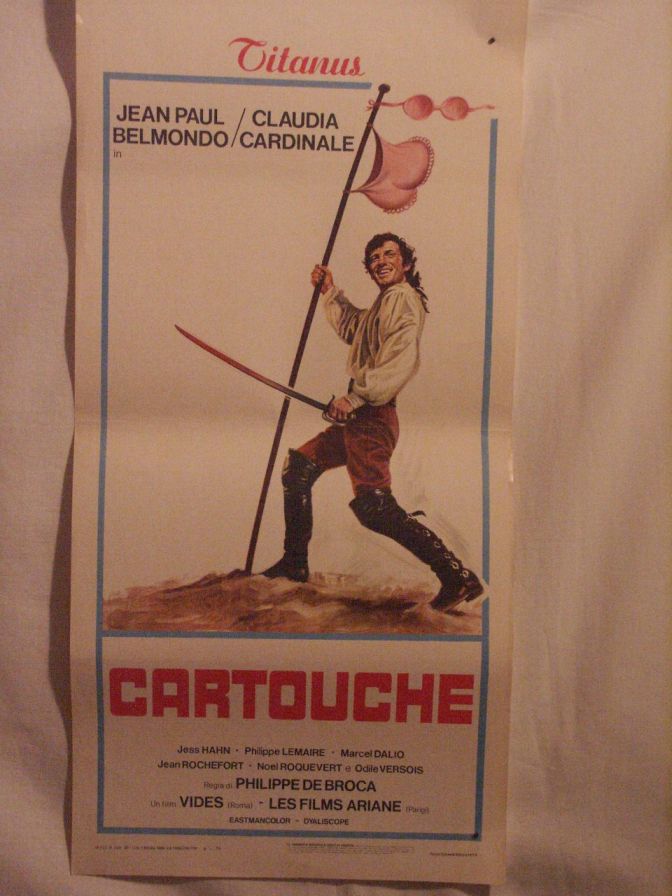 Titanus
JEAN PAUL BELMONDO / CLAUDIA CARDINALE
in
CARTOUCHE
Jess HAHN · Philippe LEMAIRE · Marcel DALIO
Jean ROCHEFORT · Noel ROQUEVERT e Odile VERSOIS
Regia di PHILIPPE DE BROCA
Un film VIDES (Roma) - LES FILMS ARIANE (Parigi)
EASTMANCOLOR - DYALISCOPE